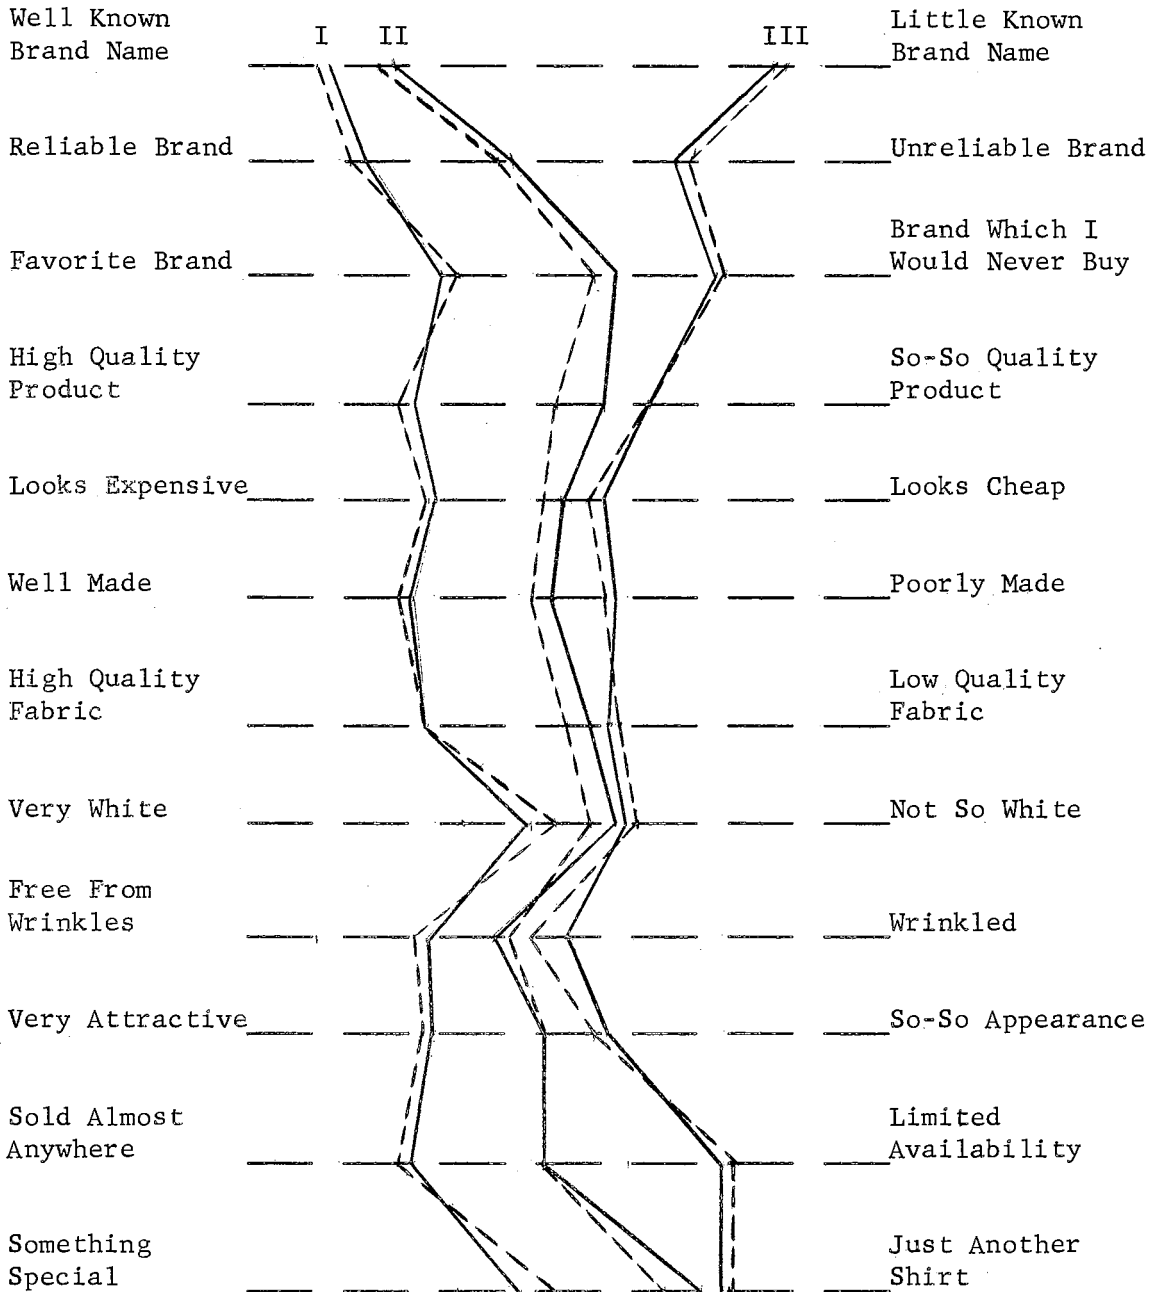 Well Known
Brand Name
I II III
Little Known
Brand Name
Reliable Brand
Unreliable Brand
Favorite Brand
Brand Which I
Would Never Buy
High Quality
Product
So-So Quality
Product
Looks Expensive
Looks Cheap
Well Made
Poorly Made
High Quality
Fabric
Low Quality
Fabric
Very White
Not So White
Free From
Wrinkles
Wrinkled
Very Attractive
So-So Appearance
Sold Almost
Anywhere
Limited
Availability
Something
Special
Just Another
Shirt